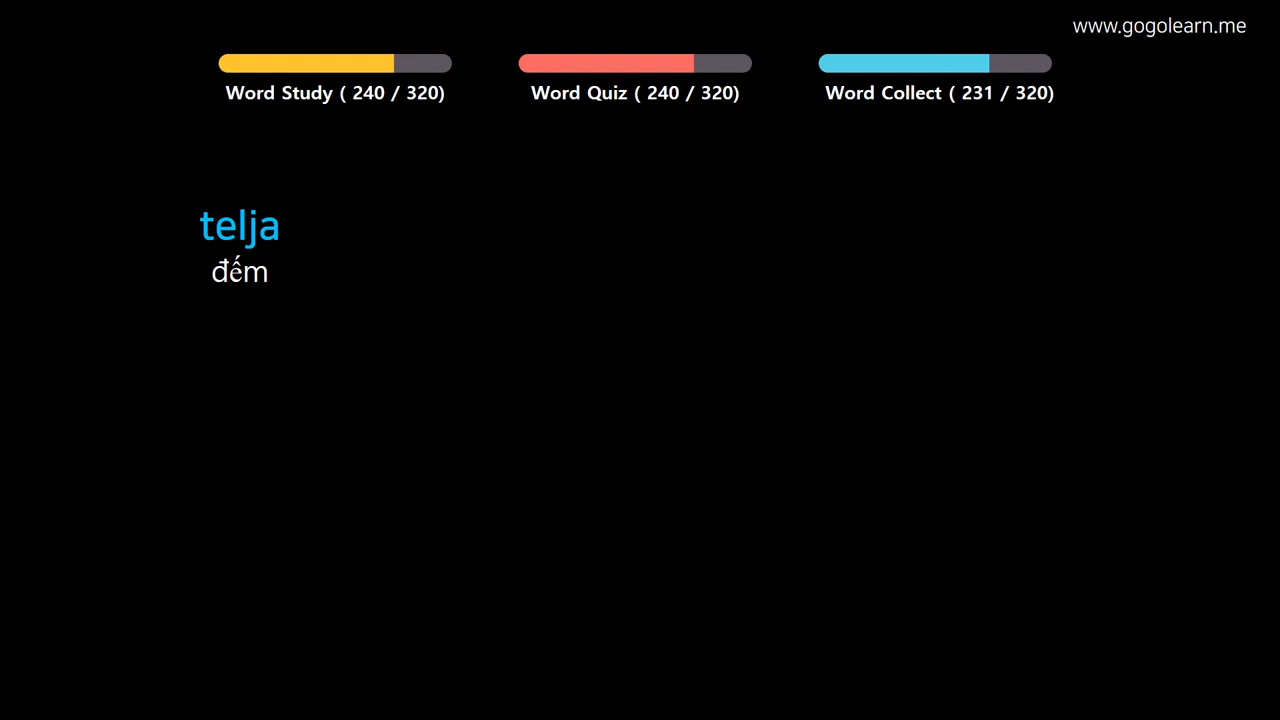 www.gogolearn.me
Word Study ( 240 / 320)
Word Quiz ( 240 / 320)
Word Collect ( 231 / 320)
telja
đếm